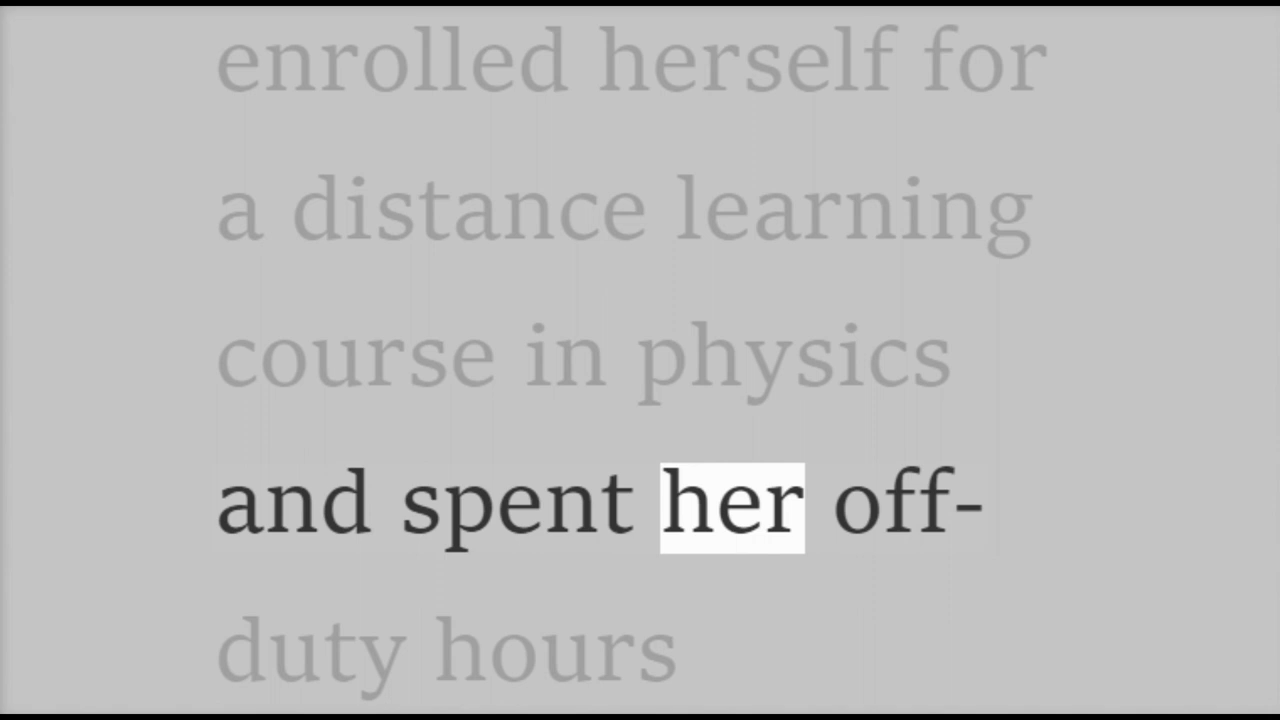 enrolled herself for
a distance learning
course in physics
and spent her off-
duty hours